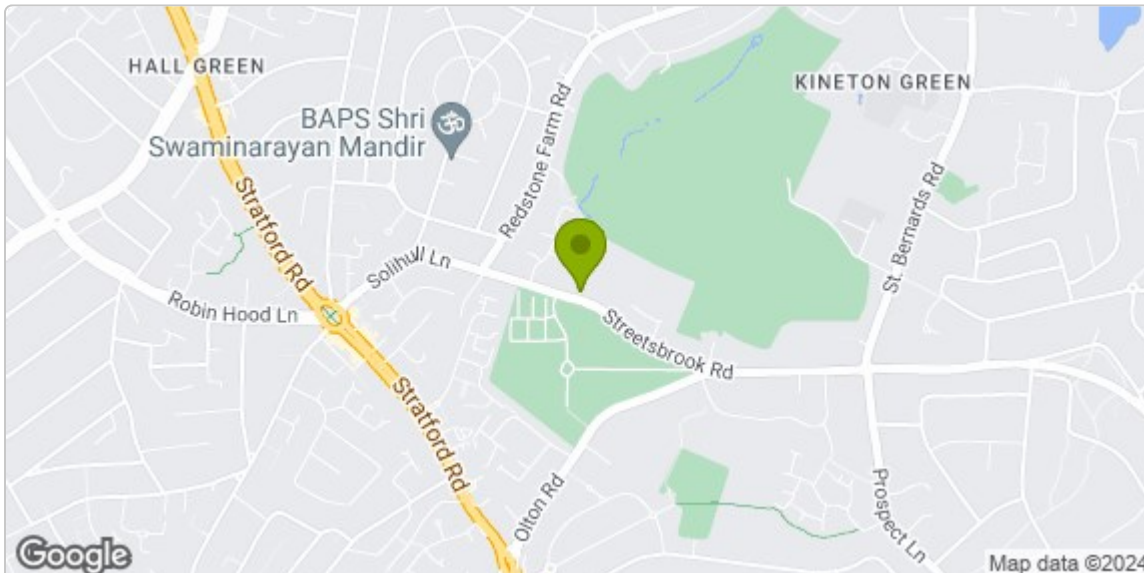 HALL GREEN
BAPS Shri
Swaminarayan Mandir
Redstone Farm Rd
KINETON GREEN
Stratford Rd
Solihull Ln
St. Bernards Rd
Robin Hood Ln
Streetsbrook Rd
Stratford Rd
Olton Rd
Prospect Ln
Google
Map data ©2024